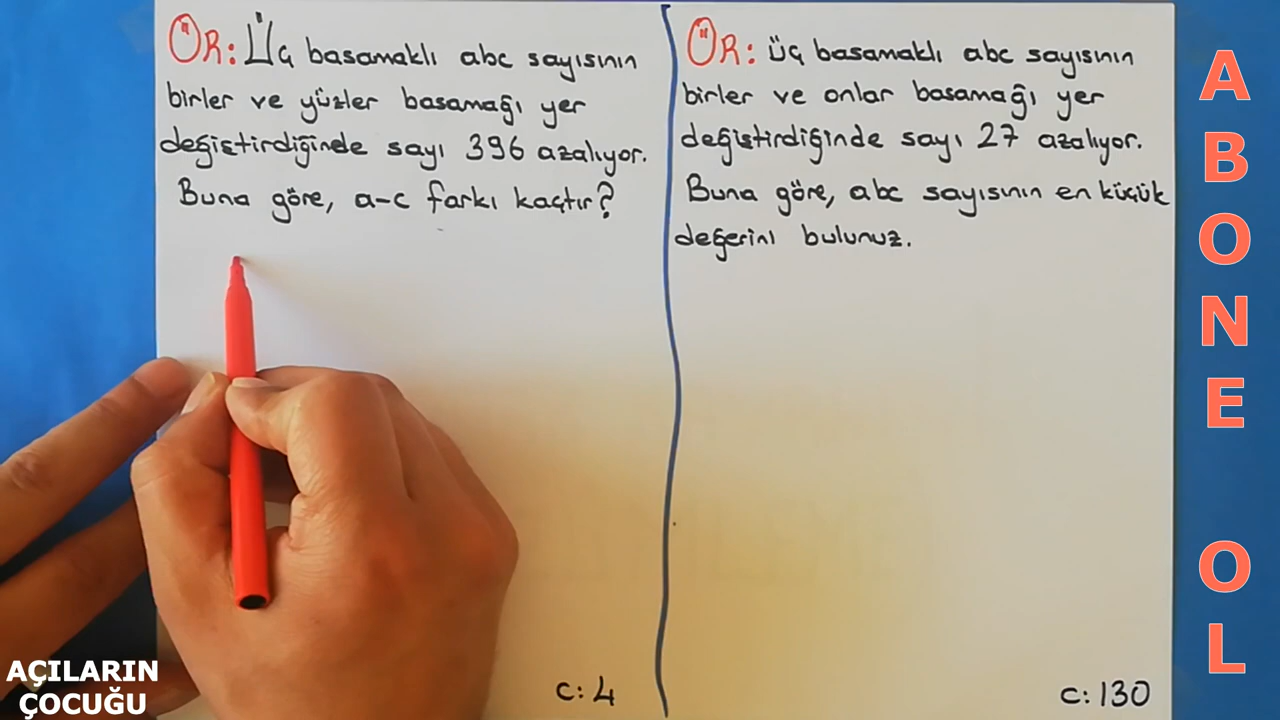 ÖR: Üç basamaklı abc sayısının
birler ve yüzler basamağı yer
değiştirdiğinde sayı 396 azalıyor.
Buna göre, a-c farkı kaçtır?
C: 4
ÖR: üç basamaklı abc sayısının
birler ve onlar basamağı yer
değiştirdiğinde sayı 27 azalıyor.
Buna göre, abc sayısının en küçük
değerini bulunuz.
C: 130
ABONE OL
AÇILARIN
ÇOCUĞU